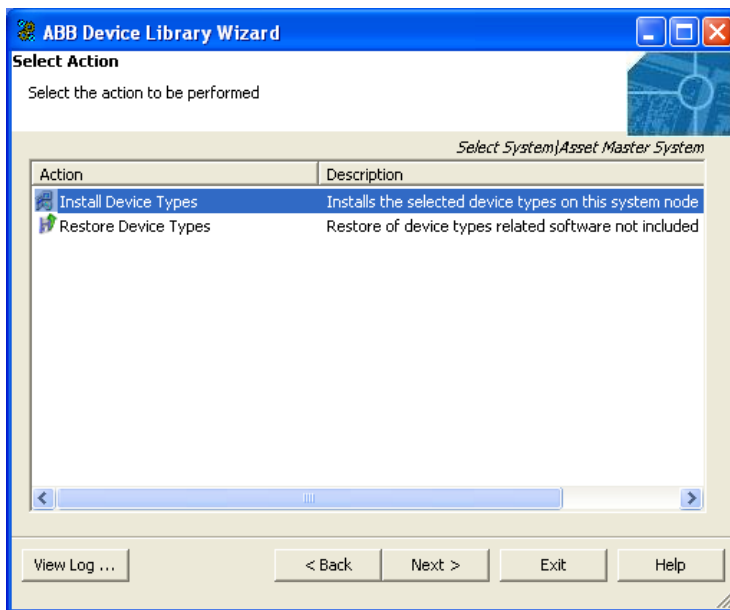 ABB Device Library Wizard
Select Action
Select the action to be performed
Select System|Asset Master System
Action Description
Install Device Types Installs the selected device types on this system node
Restore Device Types Restore of device types related software not included
View Log ... < Back Next > Exit Help